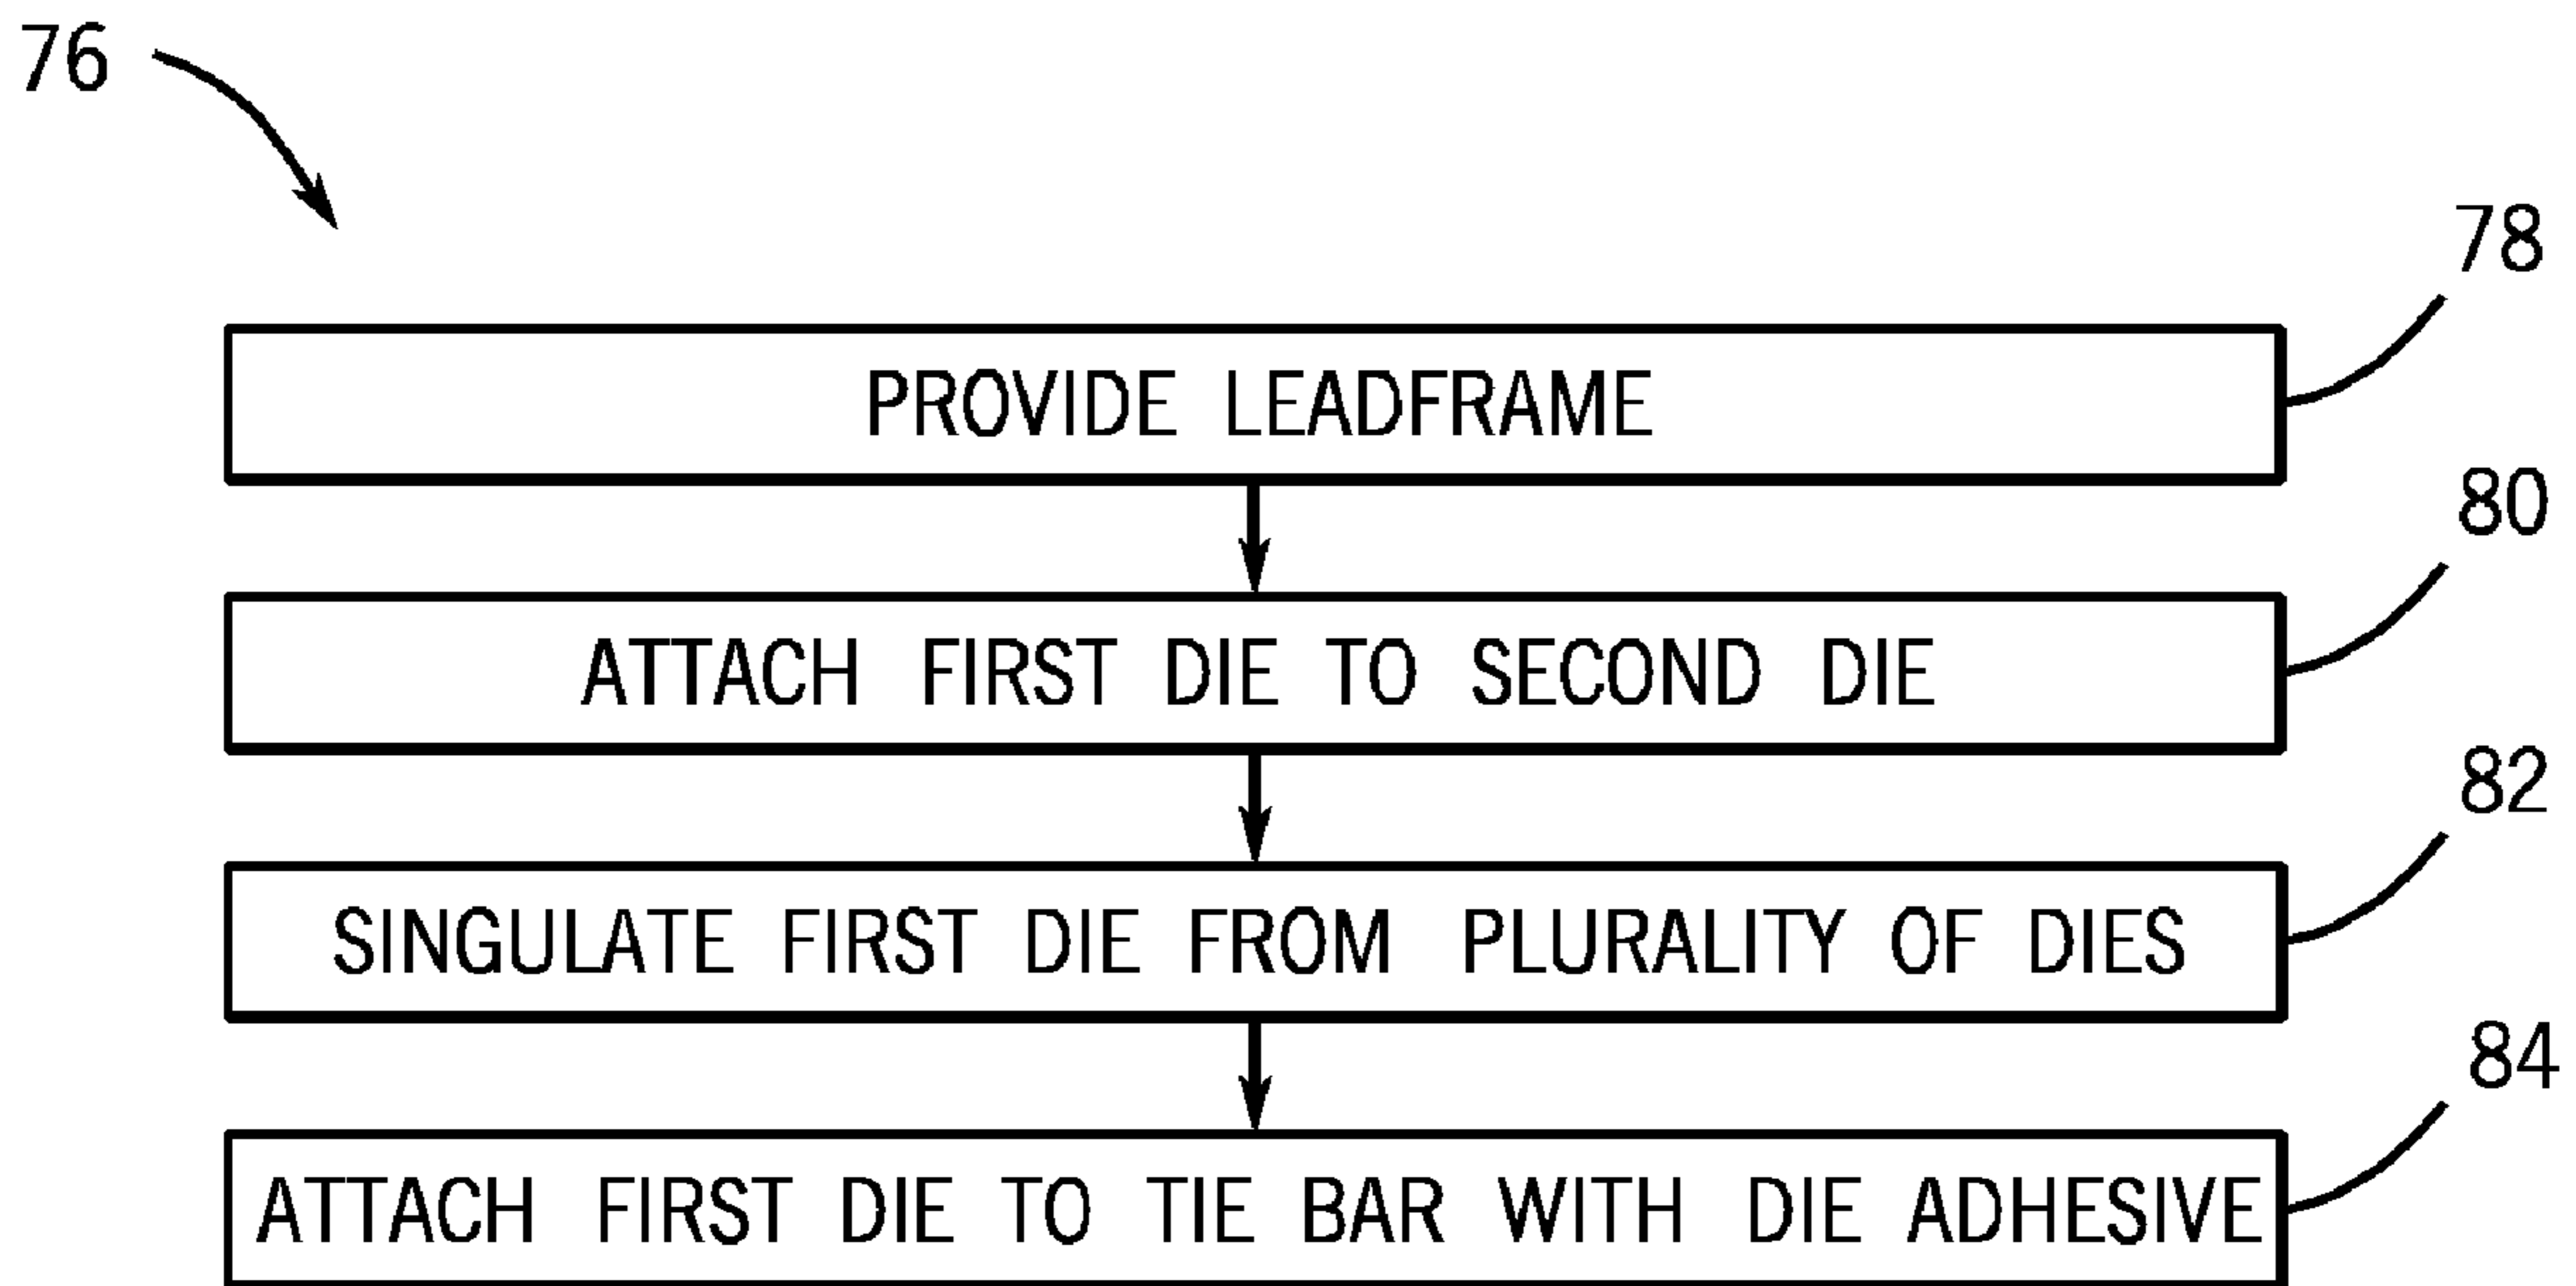 76
78
PROVIDE LEADFRAME
80
ATTACH FIRST DIE TO SECOND DIE
82
SINGULATE FIRST DIE FROM PLURALITY OF DIES
84
ATTACH FIRST DIE TO TIE BAR WITH DIE ADHESIVE